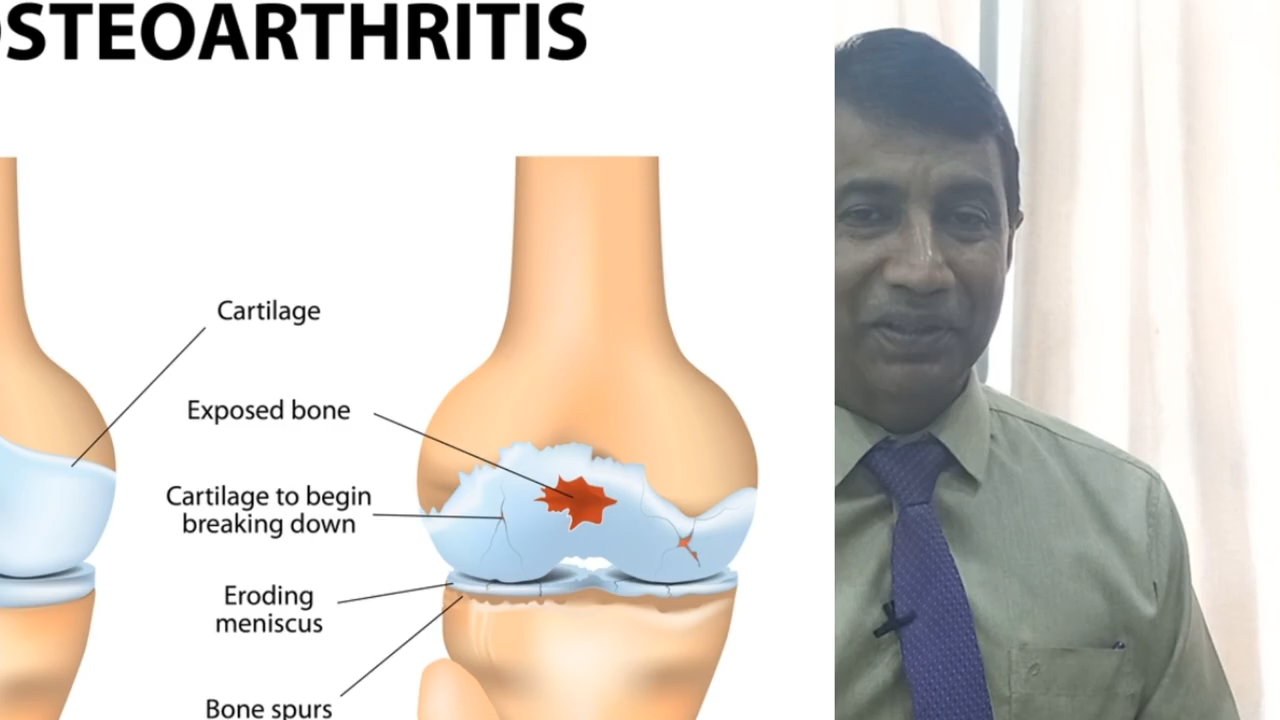 OSTEOARTHRITIS
Cartilage
Exposed bone
Cartilage to begin
breaking down
Eroding
meniscus
Bone spurs